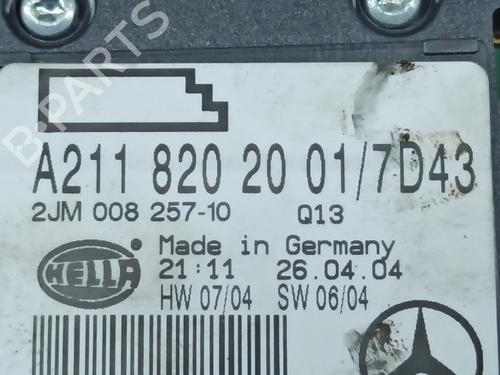 A211 820 20 01/7D43
2JM 008 257-10 Q13
HELLA
Made in Germany
21:11 26.04.04
HW 07/04 SW 06/04
B-PARTS